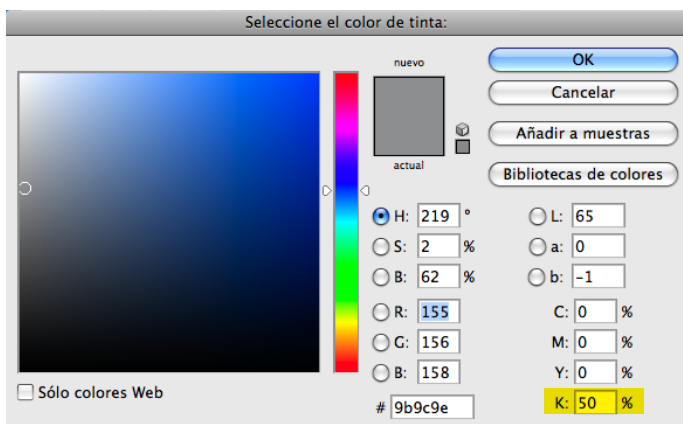 Seleccione el color de tinta:
nuevo
actual
OK
Cancelar
Añadir a muestras
Bibliotecas de colores
H: 219 °
S: 2 %
B: 62 %
R: 155
G: 156
B: 158
# 9b9c9e
L: 65
a: 0
b: -1
C: 0 %
M: 0 %
Y: 0 %
K: 50 %
Sólo colores Web